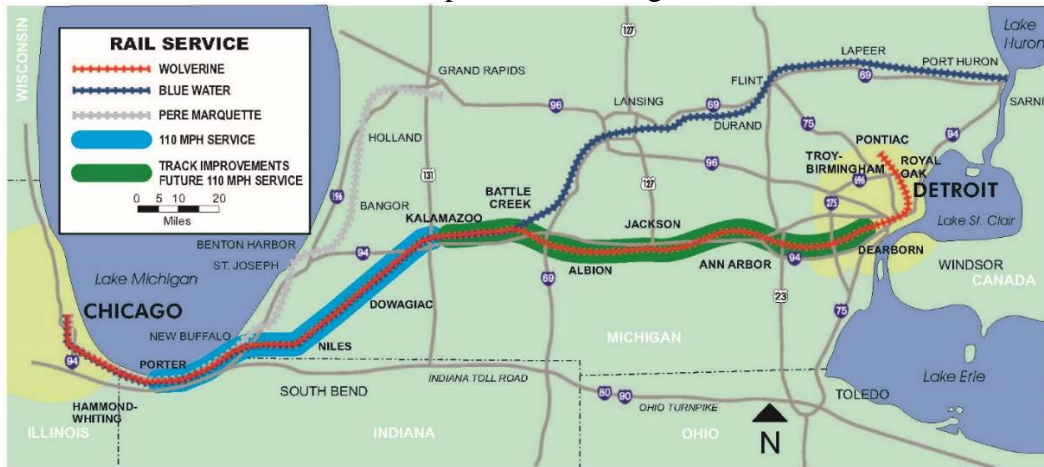 RAIL SERVICE
WOLVERINE
BLUE WATER
PERE MARQUETTE
110 MPH SERVICE
TRACK IMPROVEMENTS
FUTURE 110 MPH SERVICE
0 5 10 20
Miles
WISCONSIN
Lake
Huron
LAPEER
PORT HURON
127
GRAND RAPIDS
FLINT
69
SARNI
96
LANSING
69
DURAND
HOLLAND
75
94
PONTIAC
96
TROY-
BIRMINGHAM
ROYAL
OAK
696
131
196
BATTLE
CREEK
127
DETROIT
275
BANGOR
KALAMAZOO
JACKSON
Lake St. Clair
BENTON HARBOR
94
ST. JOSEPH
ALBION
ANN ARBOR
94
DEARBORN
WINDSOR
CANADA
Lake Michigan
69
DOWAGIAC
23
75
CHICAGO
NEW BUFFALO
NILES
MICHIGAN
94
PORTER
Lake Erie
SOUTH BEND
INDIANA TOLL ROAD
80
90
OHIO TURNPIKE
TOLEDO
HAMMOND-
WHITING
N
ILLINOIS
INDIANA
OHIO